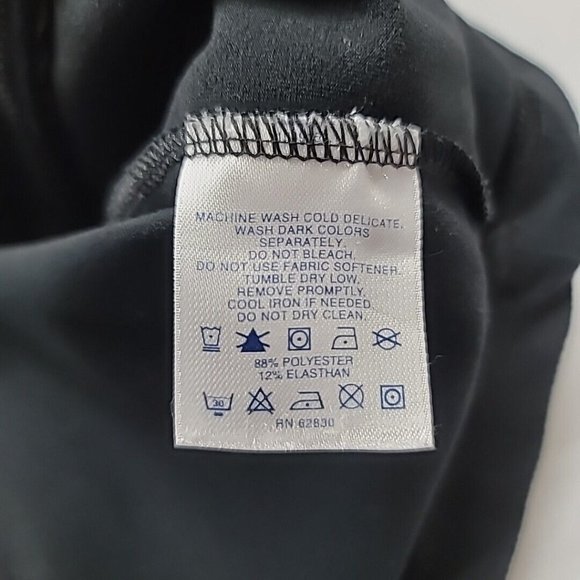 MACHINE WASH COLD DELICATE.
WASH DARK COLORS
SEPARATELY.
DO NOT BLEACH.
DO NOT USE FABRIC SOFTENER.
TUMBLE DRY LOW.
REMOVE PROMPTLY.
COOL IRON IF NEEDED.
DO NOT DRY CLEAN.
88% POLYESTER
12% ELASTHAN
30
RN 62830